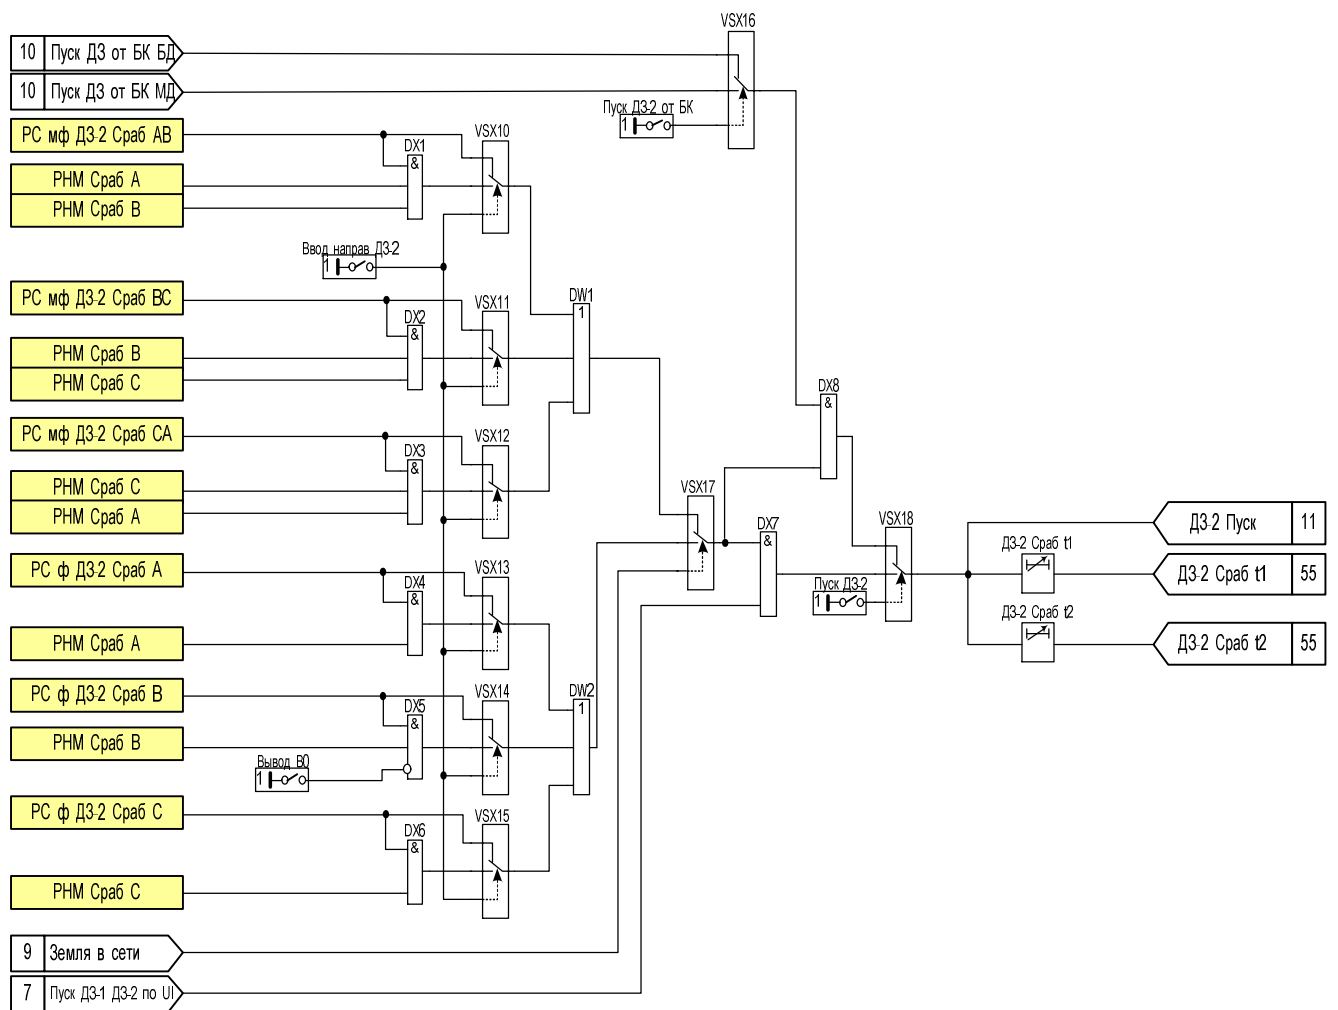 VSX16
10 Пуск ДЗ от БК БД
10 Пуск ДЗ от БК МД
Пуск ДЗ-2 от БК
1
РС мф ДЗ-2 Сраб АВ
VSX10
DX1
&
РНМ Сраб А
РНМ Сраб В
Ввод направ ДЗ-2
1
РС мф ДЗ-2 Сраб ВС
VSX11
DW1
1
DX2
&
РНМ Сраб В
РНМ Сраб С
DX8
&
РС мф ДЗ-2 Сраб СА
VSX12
DX3
&
РНМ Сраб С
РНМ Сраб А
VSX17
DX7
&
VSX18
ДЗ-2 Пуск 11
ДЗ-2 Сраб t1
ДЗ-2 Сраб t1 55
РС ф ДЗ-2 Сраб А
VSX13
DX4
&
Пуск ДЗ-2
1
ДЗ-2 Сраб t2
ДЗ-2 Сраб t2 55
РНМ Сраб А
РС ф ДЗ-2 Сраб В
VSX14
DW2
1
DX5
&
РНМ Сраб В
Вывод В0
1
РС ф ДЗ-2 Сраб С
VSX15
DX6
&
РНМ Сраб С
9 Земля в сети
7 Пуск ДЗ-1 ДЗ-2 по UI